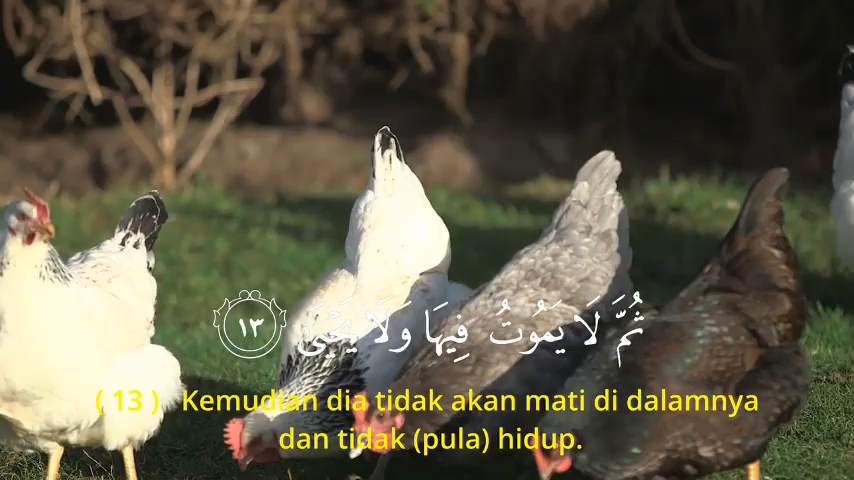 ثُمَّ لَا يَمُوتُ فِيهَا وَلَا يَحْيَىٰ ١٣
( 13 ) Kemudian dia tidak akan mati di dalamnya
dan tidak (pula) hidup.